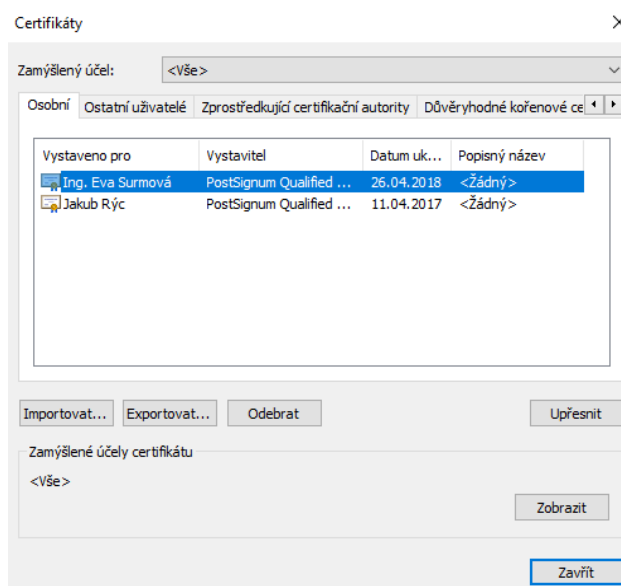 Certifikáty
Zamýšlený účel: <Vše>
Osobní Ostatní uživatelé Zprostředkující certifikační autority Důvěryhodné kořenové ce
Vystaveno pro Vystavitel Datum uk... Popisný název
Ing. Eva Surmová PostSignum Qualified ... 26.04.2018 <Žádný>
Jakub Rýc PostSignum Qualified ... 11.04.2017 <Žádný>
Importovat... Exportovat... Odebrat Upřesnit
Zamýšlené účely certifikátu
<Vše>
Zobrazit
Zavřít